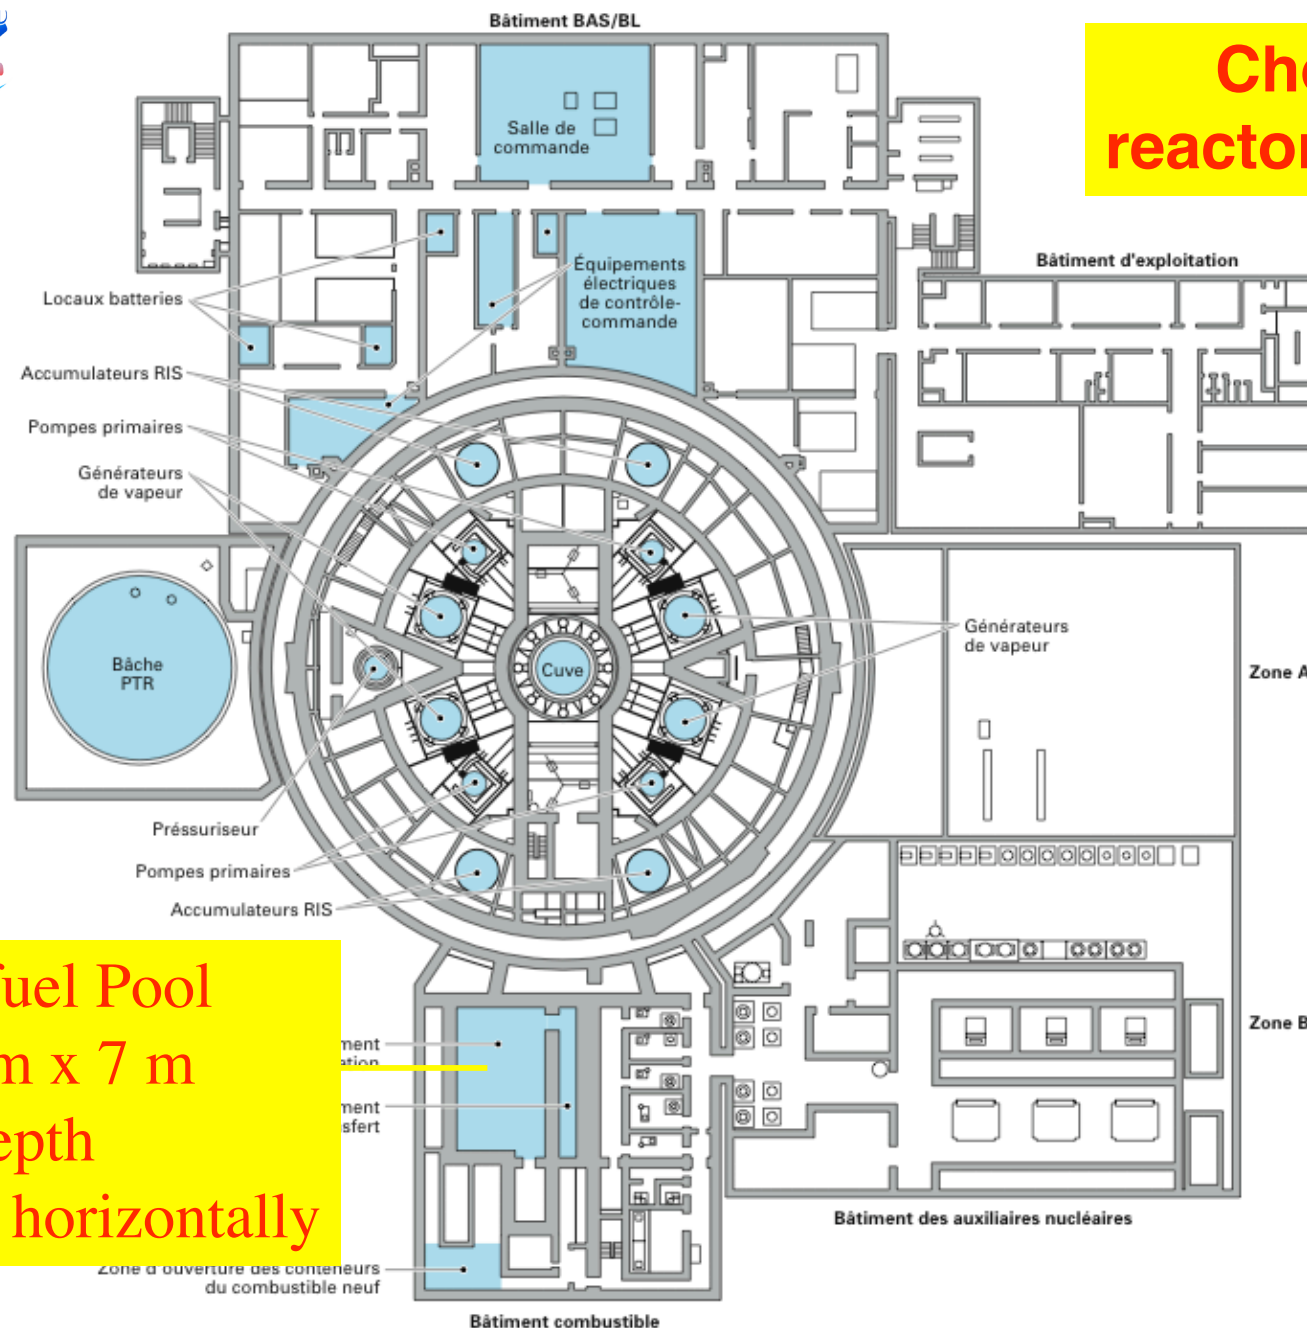 Bâtiment BAS/BL
reactor
Salle de
commande
Bâtiment d'exploitation
Équipements
électriques
de contrôle-
commande
Locaux batteries
Accumulateurs RIS
Pompes primaires
Générateurs
de vapeur
Générateurs
de vapeur
Bâche
PTR
Cuve
Zone A
Préssuriseur
Pompes primaires
Accumulateurs RIS
fuel Pool
m x 7 m
horizontally
Zone B
Zone d'ouverture des conteneurs
du combustible neuf
Bâtiment des auxiliaires nucléaires
Bâtiment combustible